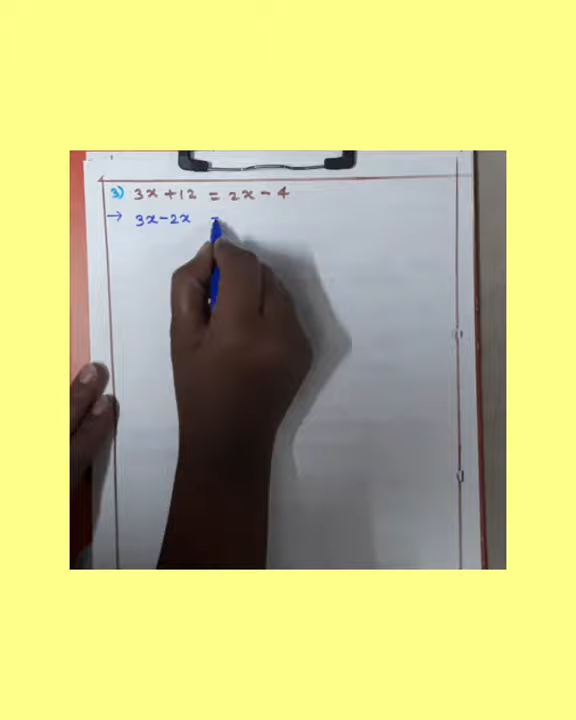 3) 3x + 12 = 2x - 4
→ 3x - 2x =